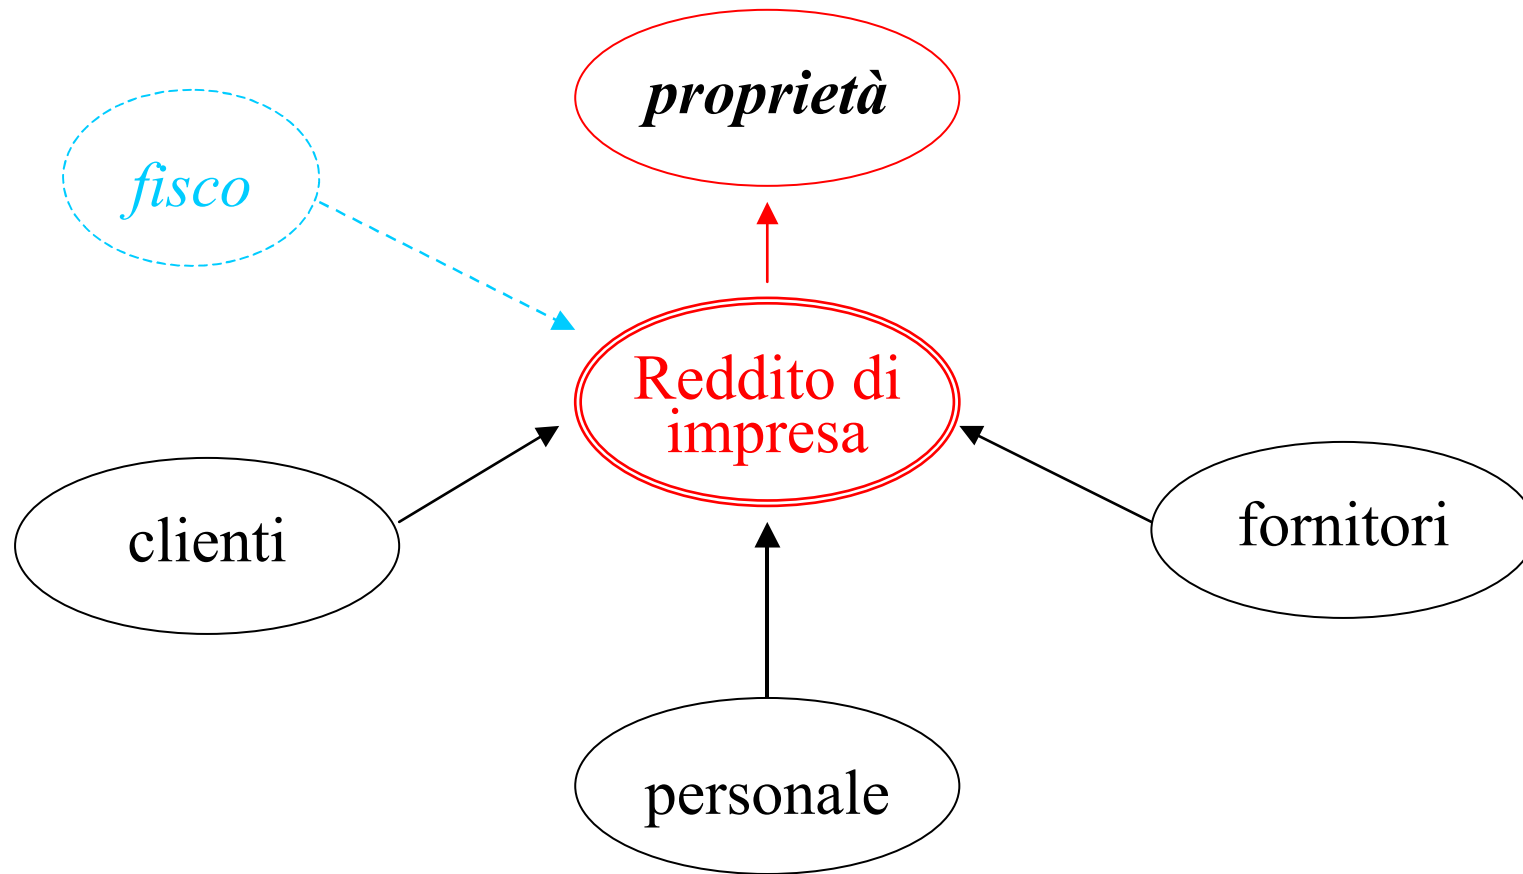 proprietà
fisco
Reddito di
impresa
clienti
fornitori
personale